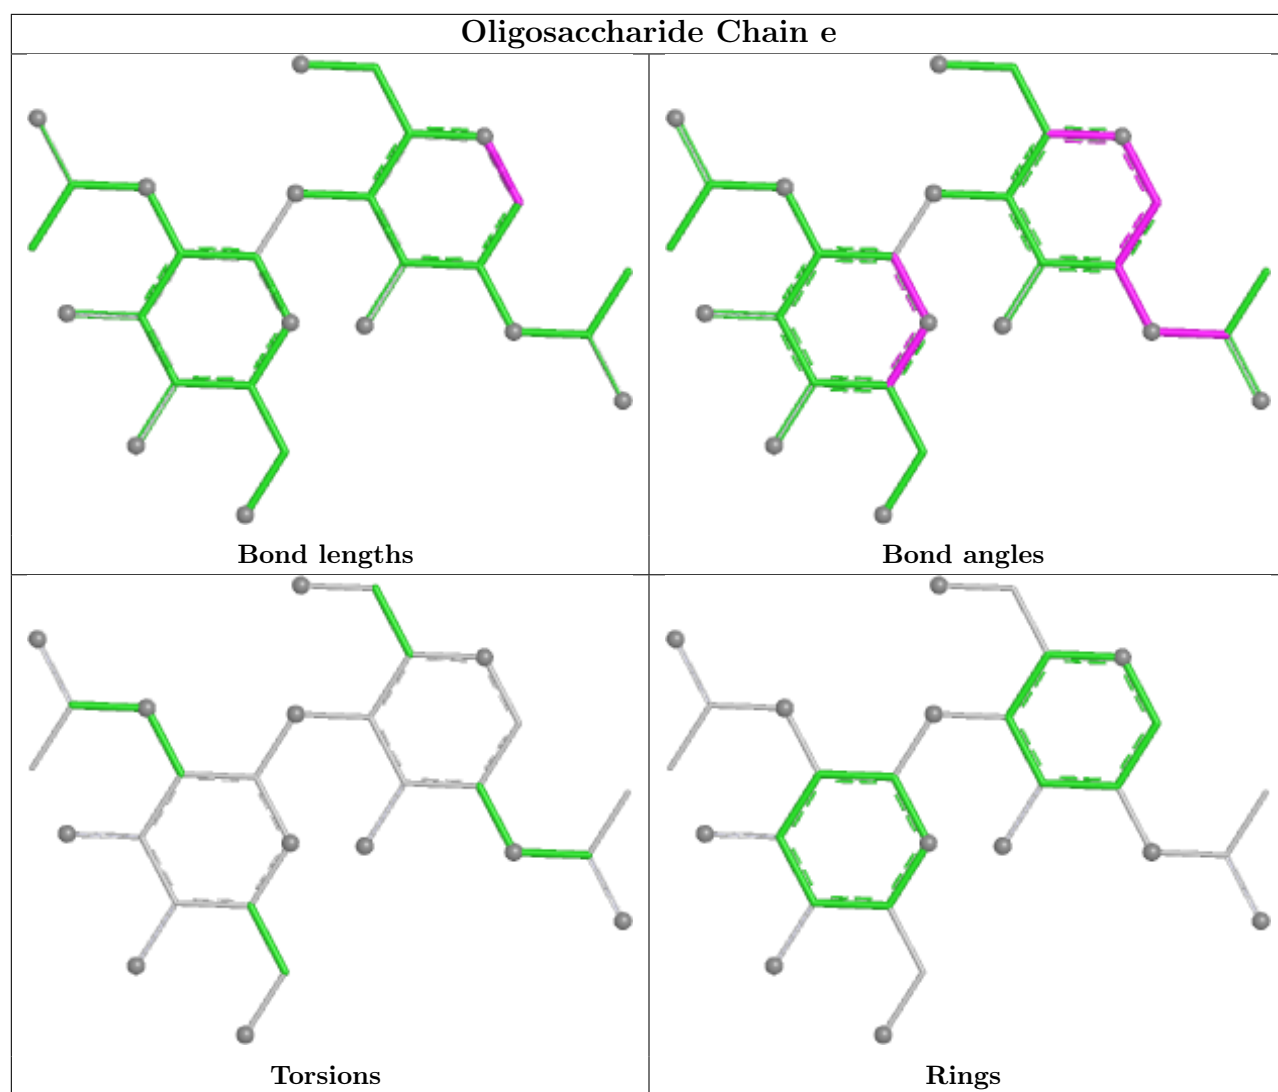 Oligosaccharide Chain e
Bond lengths
Bond angles
Torsions
Rings